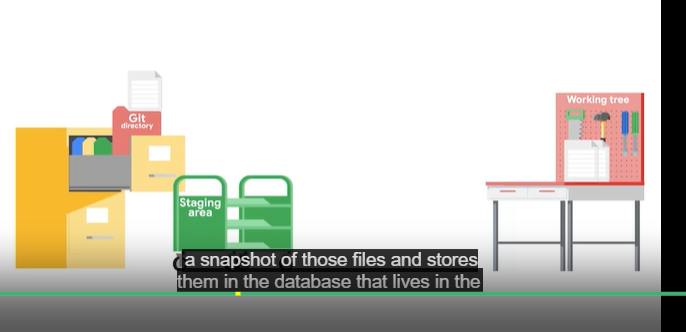 Git
directory
Working tree
Staging
area
a snapshot of those files and stores
them in the database that lives in the